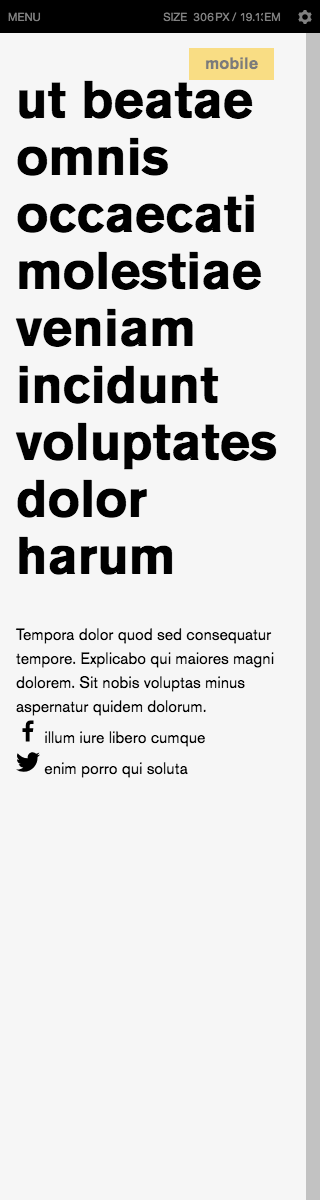 MENU SIZE 306PX / 19.1:EM
mobile
ut beatae
omnis
occaecati
molestiae
veniam
incidunt
voluptates
dolor
harum
Tempora dolor quod sed consequatur
tempore. Explicabo qui maiores magni
dolorem. Sit nobis voluptas minus
aspernatur quidem dolorum.
illum iure libero cumque
enim porro qui soluta